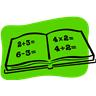 2+3=
6-3=
4×2=
4÷2=